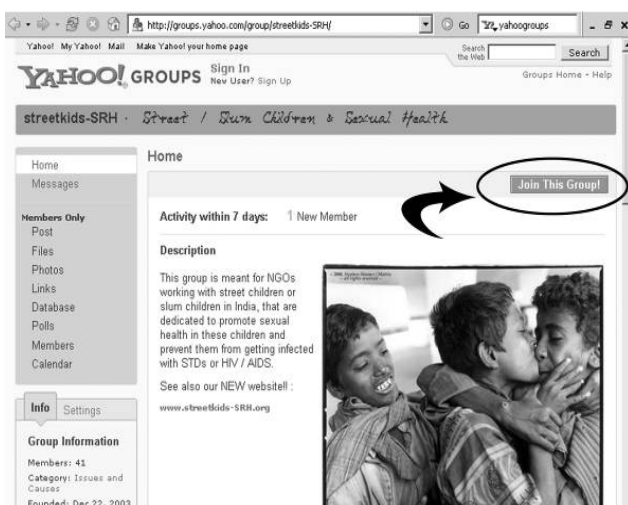 http://groups.yahoo.com/group/streetkids-SRH/
Go
yahoogroups
Yahoo! My Yahoo! Mail Make Yahoo! your home page
Search the Web
Search
YAHOO! GROUPS
Sign In
New User? Sign Up
Groups Home - Help
streetkids-SRH · Street / Slum Children & Sexual Health
Home
Messages
Members Only
Post
Files
Photos
Links
Database
Polls
Members
Calendar
Info
Settings
Group Information
Members: 41
Category: Issues and
Causes
Founded: Dec 22, 2003
Home
Join This Group!
Activity within 7 days: 1 New Member
Description
This group is meant for NGOs
working with street children or
slum children in India, that are
dedicated to promote sexual
health in these children and
prevent them from getting infected
with STDs or HIV / AIDS.
See also our NEW website!! :
www.streetkids-SRH.org